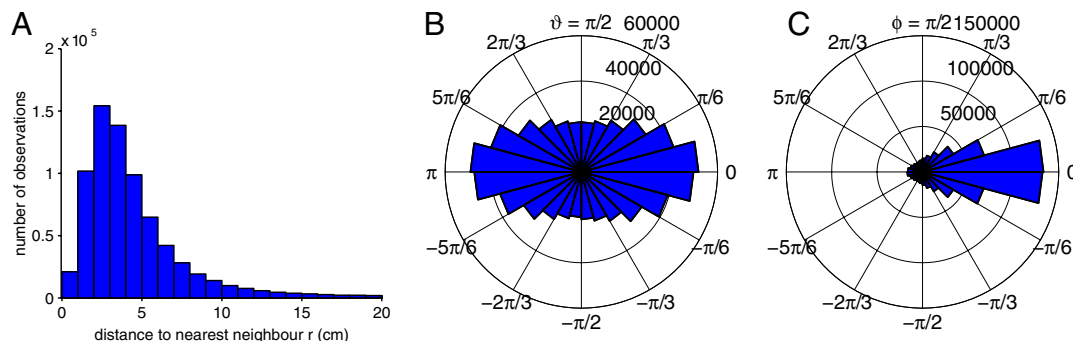 A
2 x 10 5
1.5
1
0.5
0
0 5 10 15 20
number of observations
distance to nearest neighbour r (cm)
B
ϑ = π/2 60000
2π/3 π/3
40000
5π/6 π/6
20000
π 0
−5π/6 −π/6
−2π/3 −π/3
−π/2
C
ϕ = π/2150000
2π/3 π/3
100000
5π/6 π/6
50000
π 0
−5π/6 −π/6
−2π/3 −π/3
−π/2